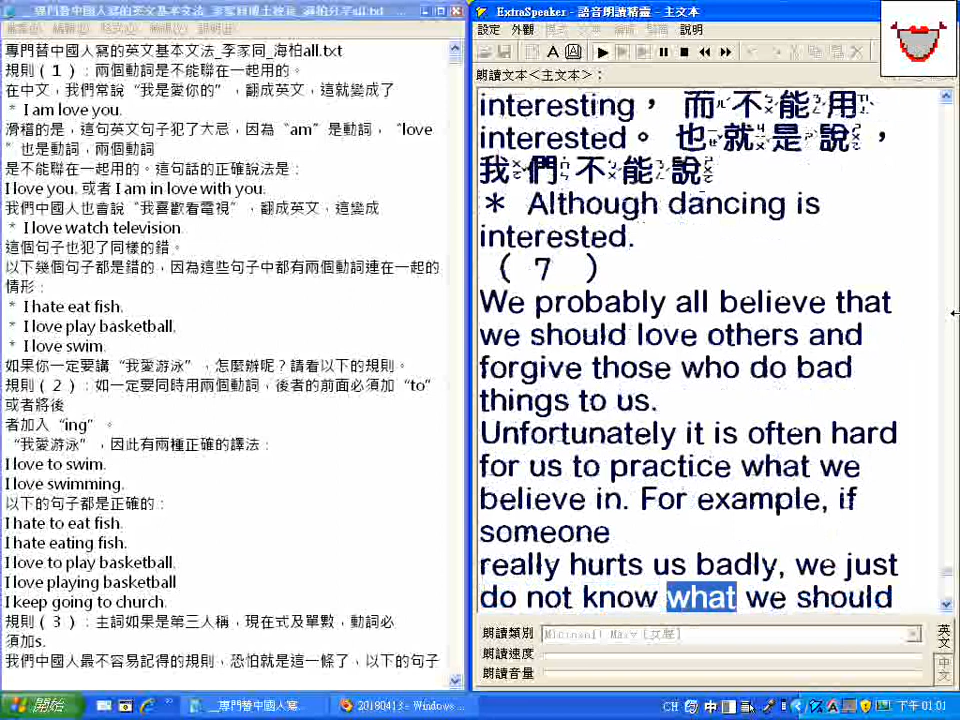 ExtraSpeaker - 語音朗讀精靈 - 主文本
設定 外觀 說明
朗讀文本<主文本>:
專門替中國人寫的英文基本文法_李家同_海柏all.txt
規則(1):兩個動詞是不能聯在一起用的。
在中文,我們常說“我是愛你的”,翻成英文,這就變成了
* I am love you.
滑稽的是,這句英文句子犯了大忌,因為“am”是動詞,“love
”也是動詞,兩個動詞
是不能聯在一起用的。這句話的正確說法是:
I love you. 或者 I am in love with you.
我們中國人也會說“我喜歡看電視”,翻成英文,這變成
* I love watch television.
這個句子也犯了同樣的錯。
以下幾個句子都是錯的,因為這些句子中都有兩個動詞連在一起的
情形:
* I hate eat fish.
* I love play basketball.
* I love swim.
如果你一定要講“我愛游泳”,怎麼辦呢?請看以下的規則。
規則(2):如一定要同時用兩個動詞,後者的前面必須加“to”
或者將後
者加入“ing”。
“我愛游泳”,因此有兩種正確的譯法:
I love to swim.
I love swimming.
以下的句子都是正確的:
I hate to eat fish.
I hate eating fish.
I love to play basketball.
I love playing basketball
I keep going to church.
規則(3):主詞如果是第三人稱,現在式及單數,動詞必
須加s.
我們中國人最不容易記得的規則,恐怕就是這一條了,以下的句子
interesting,而不能用
interested。也就是說,
我們不能說
* Although dancing is
interested.
(7)
We probably all believe that
we should love others and
forgive those who do bad
things to us.
Unfortunately it is often hard
for us to practice what we
believe in. For example, if
someone
really hurts us badly, we just
do not know what we should
朗讀類別 Microsoft Mary [女聲]
朗讀速度
朗讀音量
英文
中文
開始 __專門替中國人寫... 20180413 - Windows... CH 中 下午 01:01